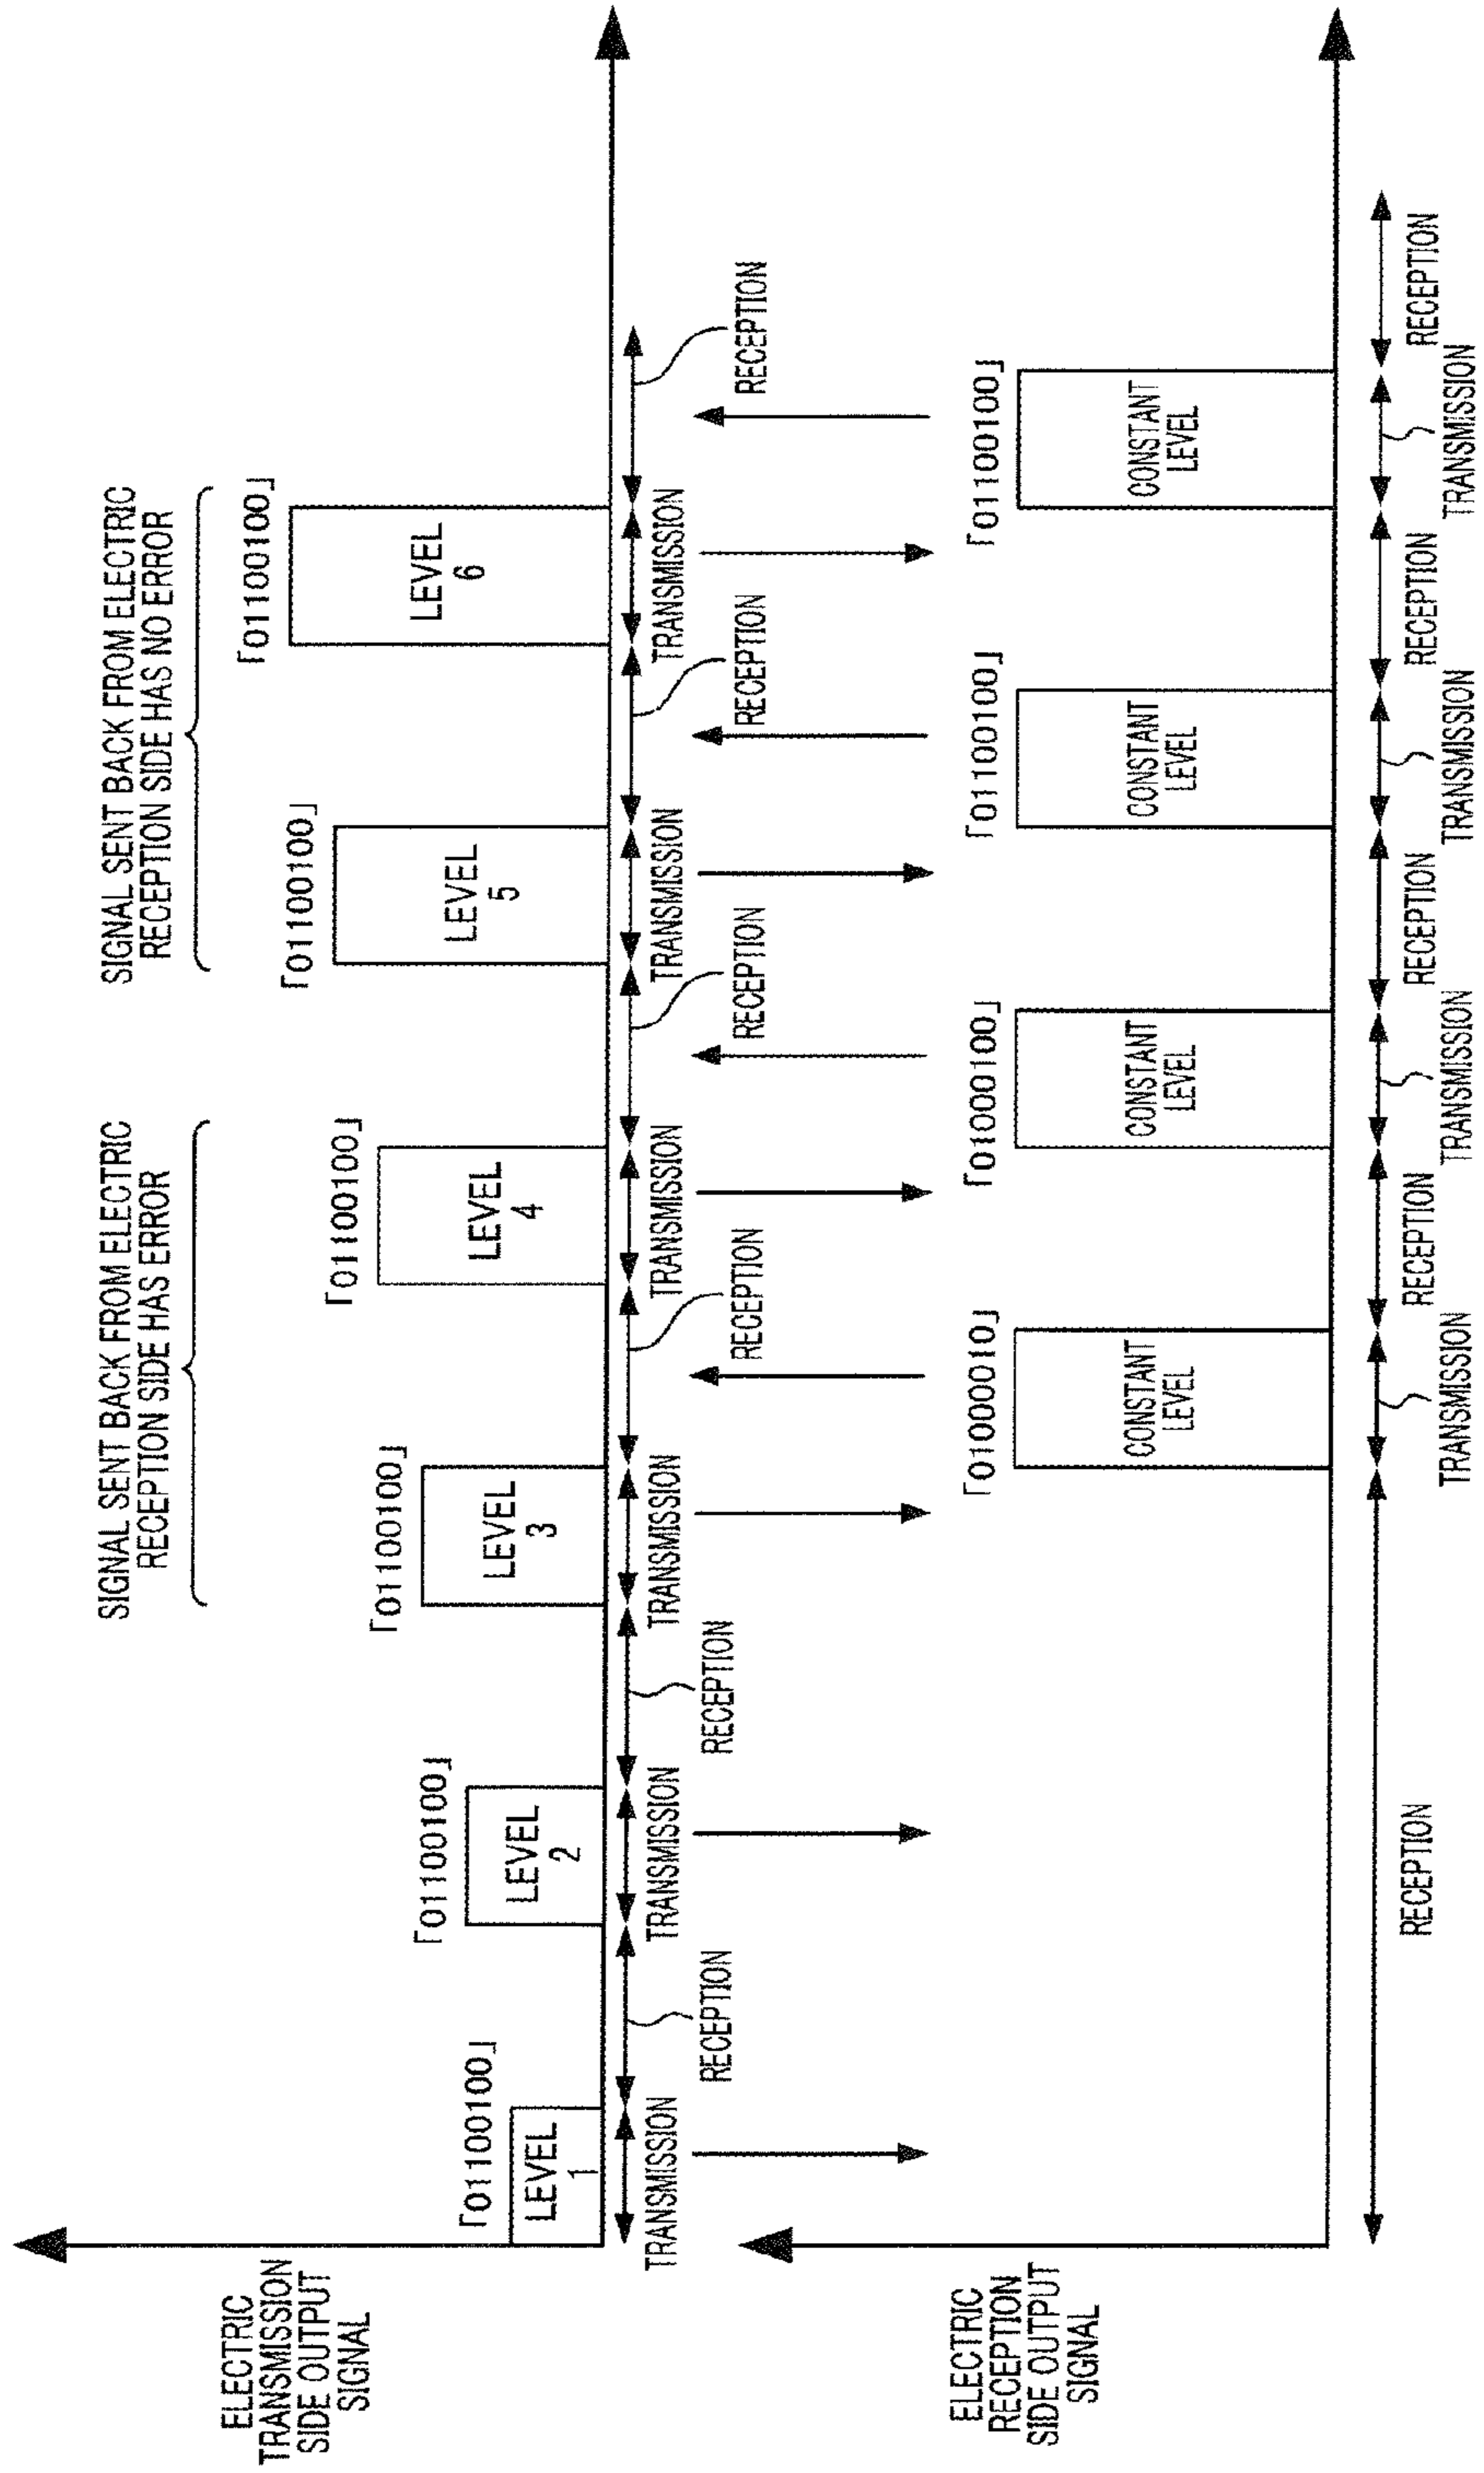 ELECTRIC
TRANSMISSION
SIDE OUTPUT
SIGNAL
SIGNAL SENT BACK FROM ELECTRIC
RECEPTION SIDE HAS ERROR
SIGNAL SENT BACK FROM ELECTRIC
RECEPTION SIDE HAS NO ERROR
「01100100」
LEVEL
1
「01100100」
LEVEL
2
「01100100」
LEVEL
3
「01100100」
LEVEL
4
「01100100」
LEVEL
5
「01100100」
LEVEL
6
TRANSMISSION
RECEPTION
TRANSMISSION
RECEPTION
TRANSMISSION
RECEPTION
TRANSMISSION
RECEPTION
TRANSMISSION
RECEPTION
TRANSMISSION
RECEPTION
ELECTRIC
RECEPTION
SIDE OUTPUT
SIGNAL
「01000010」
CONSTANT
LEVEL
「01000100」
CONSTANT
LEVEL
「01100100」
CONSTANT
LEVEL
「01100100」
CONSTANT
LEVEL
RECEPTION
TRANSMISSION
RECEPTION
TRANSMISSION
RECEPTION
TRANSMISSION
RECEPTION
TRANSMISSION
RECEPTION